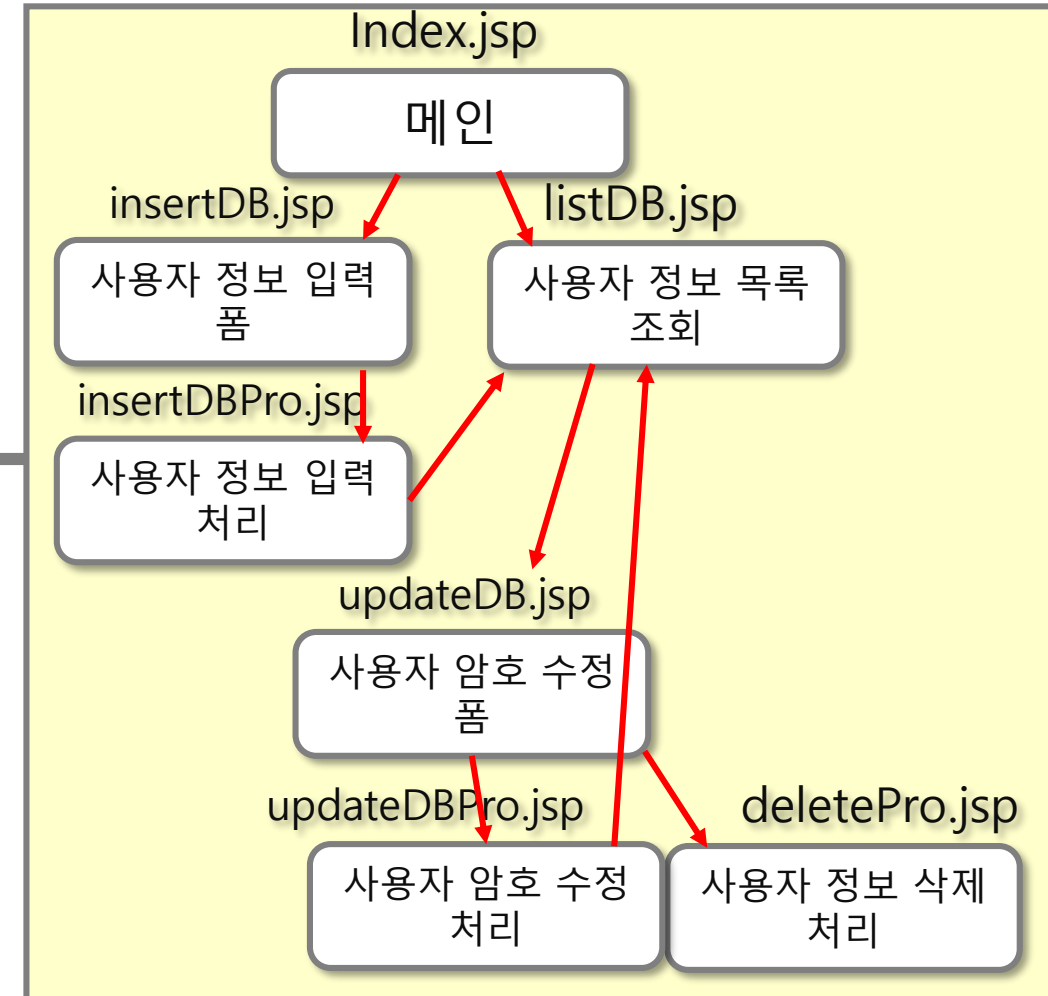 Index.jsp
메인
insertDB.jsp
listDB.jsp
사용자 정보 입력
폼
사용자 정보 목록
조회
insertDBPro.jsp
사용자 정보 입력
처리
updateDB.jsp
사용자 암호 수정
폼
updateDBPro.jsp
deletePro.jsp
사용자 암호 수정
처리
사용자 정보 삭제
처리